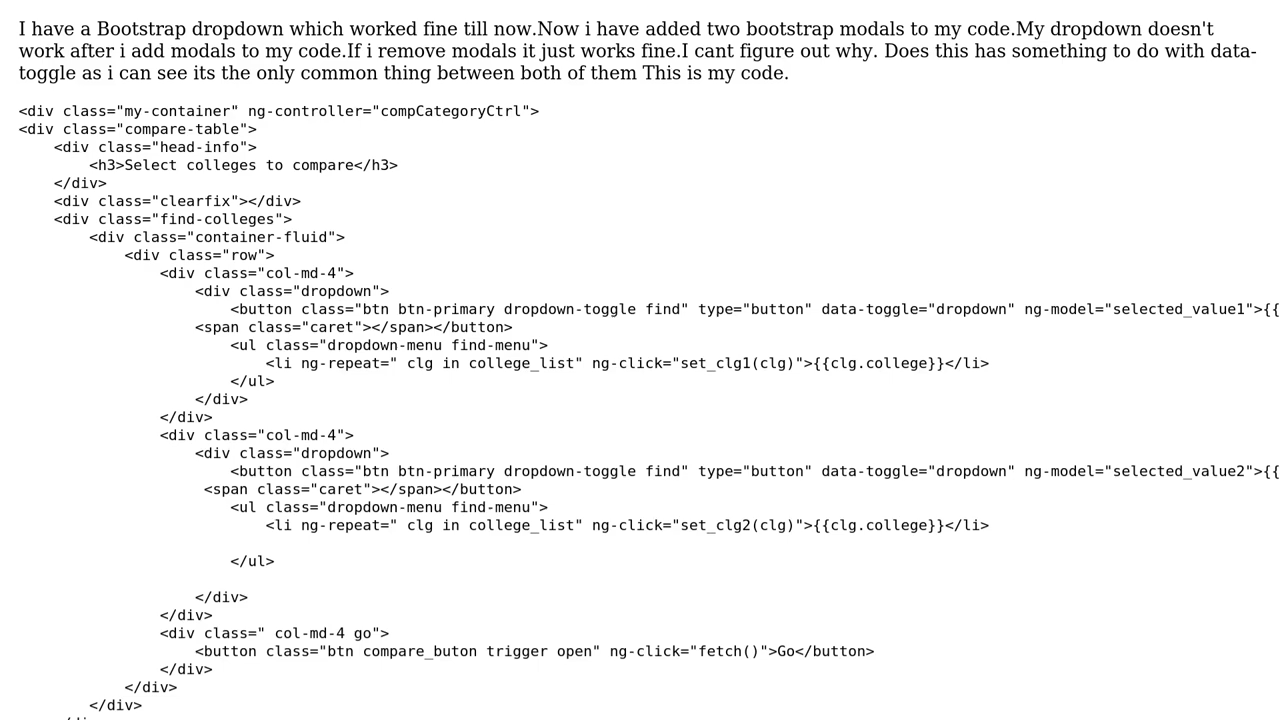 I have a Bootstrap dropdown which worked fine till now.Now i have added two bootstrap modals to my code.My dropdown doesn't
work after i add modals to my code.If i remove modals it just works fine.I cant figure out why. Does this has something to do with data-
toggle as i can see its the only common thing between both of them This is my code.
<div class="my-container" ng-controller="compCategoryCtrl">
<div class="compare-table">
    <div class="head-info">
        <h3>Select colleges to compare</h3>
    </div>
    <div class="clearfix"></div>
    <div class="find-colleges">
        <div class="container-fluid">
            <div class="row">
                <div class="col-md-4">
                    <div class="dropdown">
                        <button class="btn btn-primary dropdown-toggle find" type="button" data-toggle="dropdown" ng-model="selected_value1">{{
                    <span class="caret"></span></button>
                        <ul class="dropdown-menu find-menu">
                            <li ng-repeat=" clg in college_list" ng-click="set_clg1(clg)">{{clg.college}}</li>
                        </ul>
                    </div>
                </div>
                <div class="col-md-4">
                    <div class="dropdown">
                        <button class="btn btn-primary dropdown-toggle find" type="button" data-toggle="dropdown" ng-model="selected_value2">{{
                     <span class="caret"></span></button>
                        <ul class="dropdown-menu find-menu">
                            <li ng-repeat=" clg in college_list" ng-click="set_clg2(clg)">{{clg.college}}</li>
                        </ul>
                    </div>
                </div>
                <div class=" col-md-4 go">
                    <button class="btn compare_buton trigger open" ng-click="fetch()">Go</button>
                </div>
            </div>
        </div>